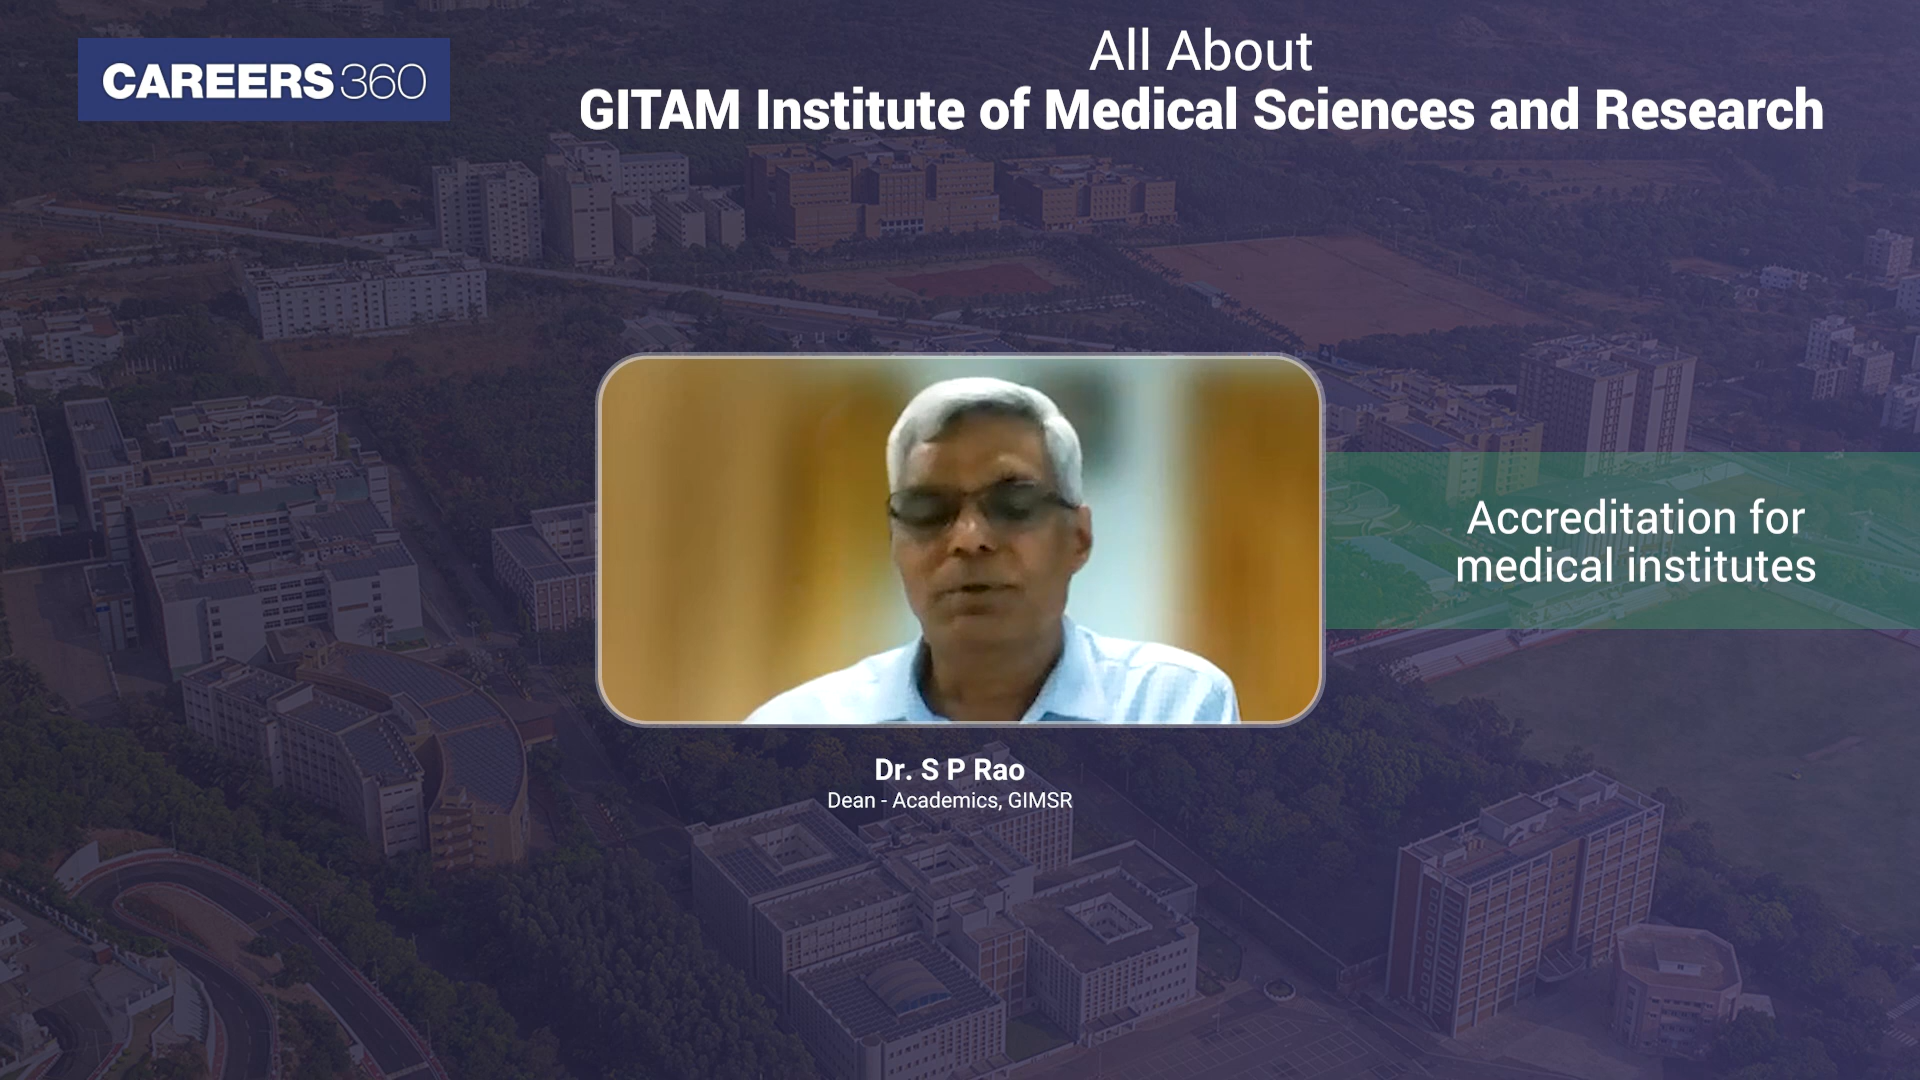 CAREERS360
All About
GITAM Institute of Medical Sciences and Research
Accreditation for
medical institutes
Dr. S P Rao
Dean - Academics, GIMSR